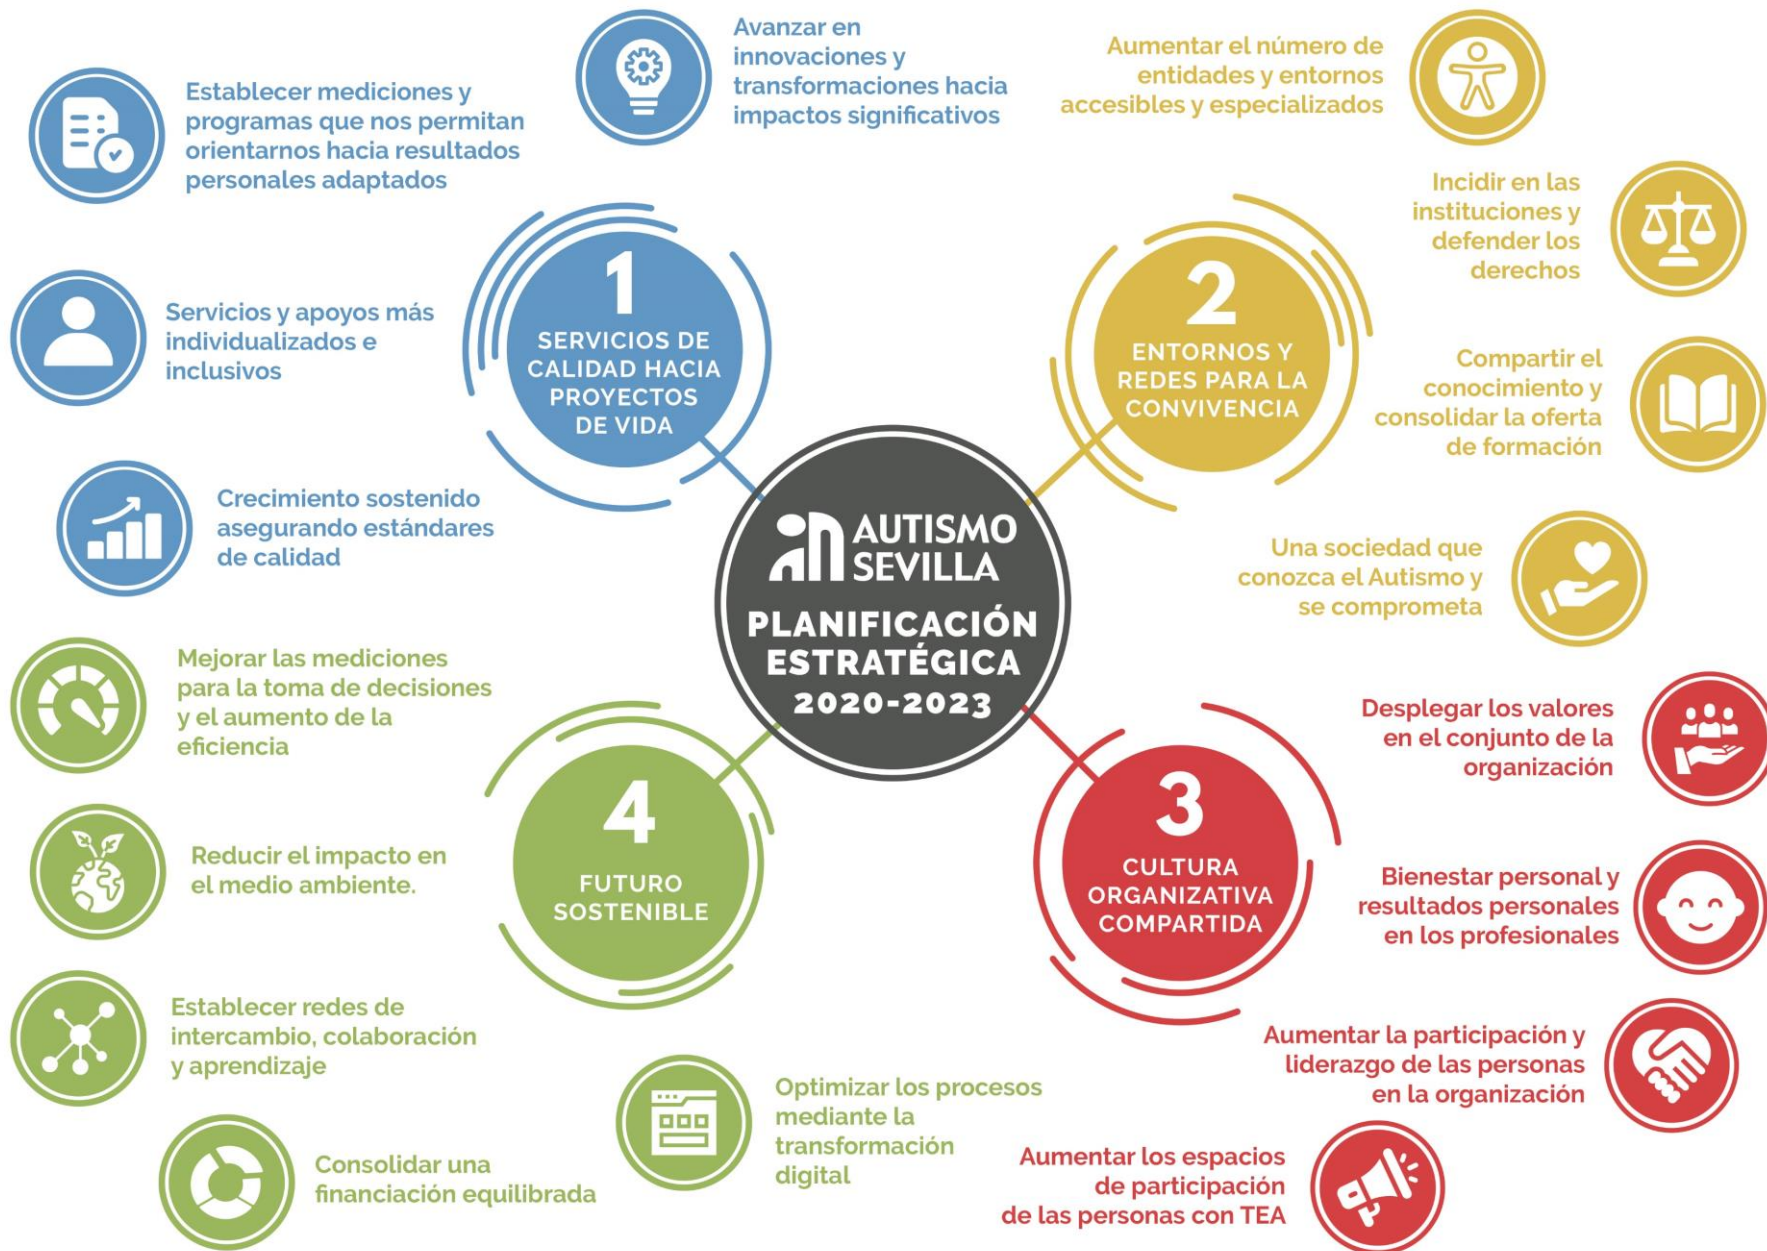 AUTISMO
SEVILLA
PLANIFICACIÓN
ESTRATÉGICA
2020-2023
1
SERVICIOS DE
CALIDAD HACIA
PROYECTOS
DE VIDA
Avanzar en
innovaciones y
transformaciones hacia
impactos significativos
Establecer mediciones y
programas que nos permitan
orientarnos hacia resultados
personales adaptados
Servicios y apoyos más
individualizados e
inclusivos
Crecimiento sostenido
asegurando estándares
de calidad
2
ENTORNOS Y
REDES PARA LA
CONVIVENCIA
Aumentar el número de
entidades y entornos
accesibles y especializados
Incidir en las
instituciones y
defender los
derechos
Compartir el
conocimiento y
consolidar la oferta
de formación
Una sociedad que
conozca el Autismo y
se comprometa
3
CULTURA
ORGANIZATIVA
COMPARTIDA
Desplegar los valores
en el conjunto de la
organización
Bienestar personal y
resultados personales
en los profesionales
Aumentar la participación y
liderazgo de las personas
en la organización
Aumentar los espacios
de participación
de las personas con TEA
4
FUTURO
SOSTENIBLE
Mejorar las mediciones
para la toma de decisiones
y el aumento de la
eficiencia
Reducir el impacto en
el medio ambiente.
Establecer redes de
intercambio, colaboración
y aprendizaje
Consolidar una
financiación equilibrada
Optimizar los procesos
mediante la
transformación
digital